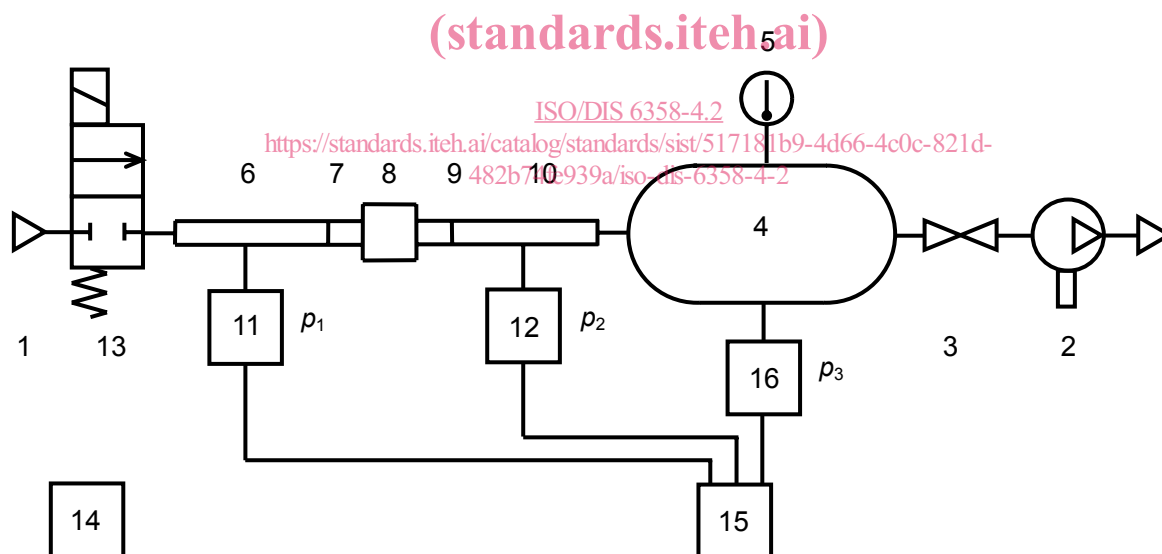 (standards.iteh.ai)
5
ISO/DIS 6358-4.2
https://standards.iteh.ai/catalog/standards/sist/517181b9-4d66-4c0c-821d-
6 7 8 9 10
4
11 p1 12 p2
1 13 16 p3 3 2
14 15